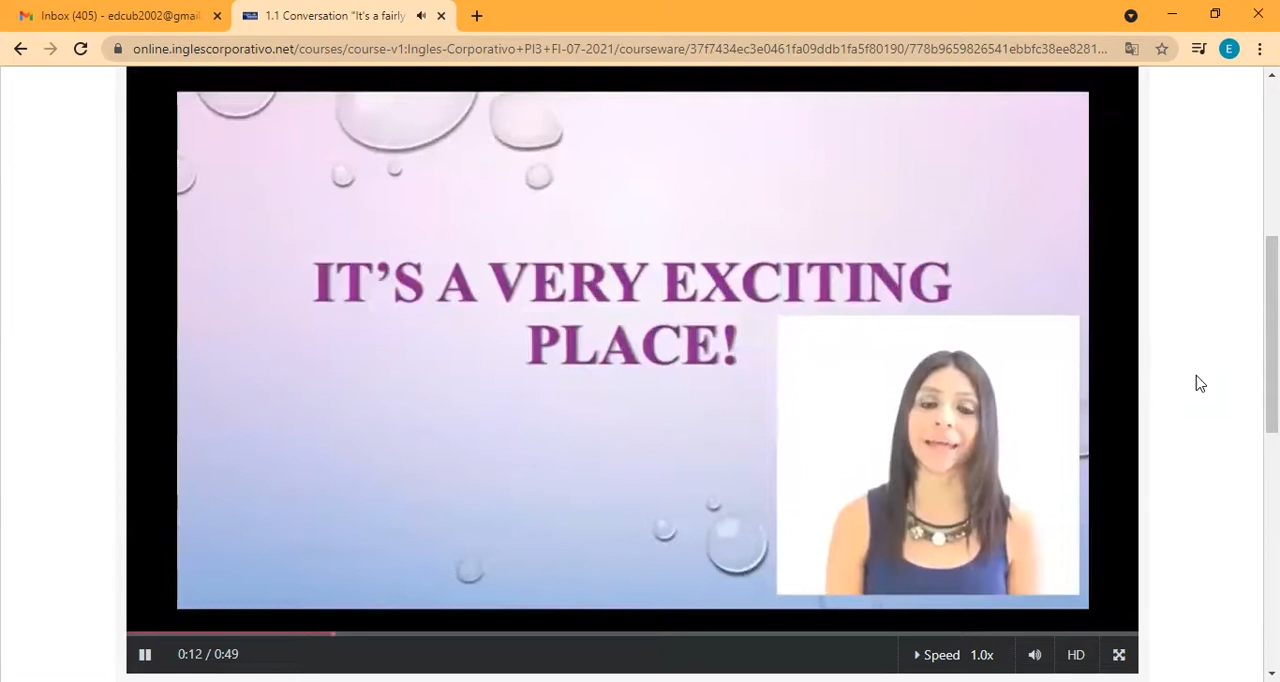 Inbox (405) - edcub2002@gmai
1.1 Conversation "It's a fairly
online.inglescorporativo.net/courses/course-v1:Ingles-Corporativo+PI3+FI-07-2021/courseware/37f7434ec3e0461fa09ddb1fa5f80190/778b9659826541ebbfc38ee8281...
E
IT'S A VERY EXCITING
PLACE!
0:12 / 0:49
Speed 1.0x
HD